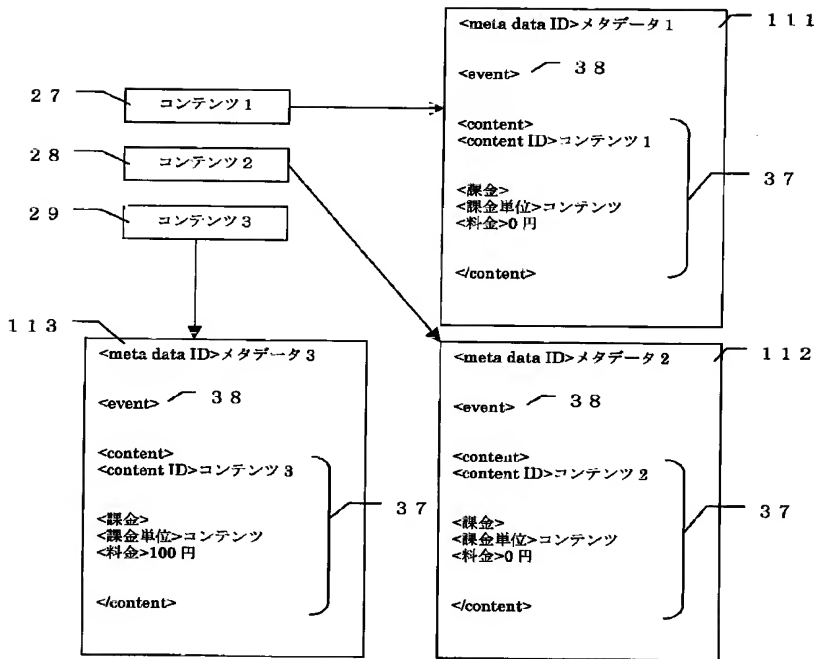 <meta data ID>メタデータ1
111
<event>
38
<content>
<content ID>コンテンツ1
37
<課金>
<課金単位>コンテンツ
<料金>0円
</content>
27
コンテンツ1
28
コンテンツ2
29
コンテンツ3
113
<meta data ID>メタデータ3
<event>
38
<content>
<content ID>コンテンツ3
37
<課金>
<課金単位>コンテンツ
<料金>100円
</content>
<meta data ID>メタデータ2
112
<event>
38
<content>
<content ID>コンテンツ2
37
<課金>
<課金単位>コンテンツ
<料金>0円
</content>